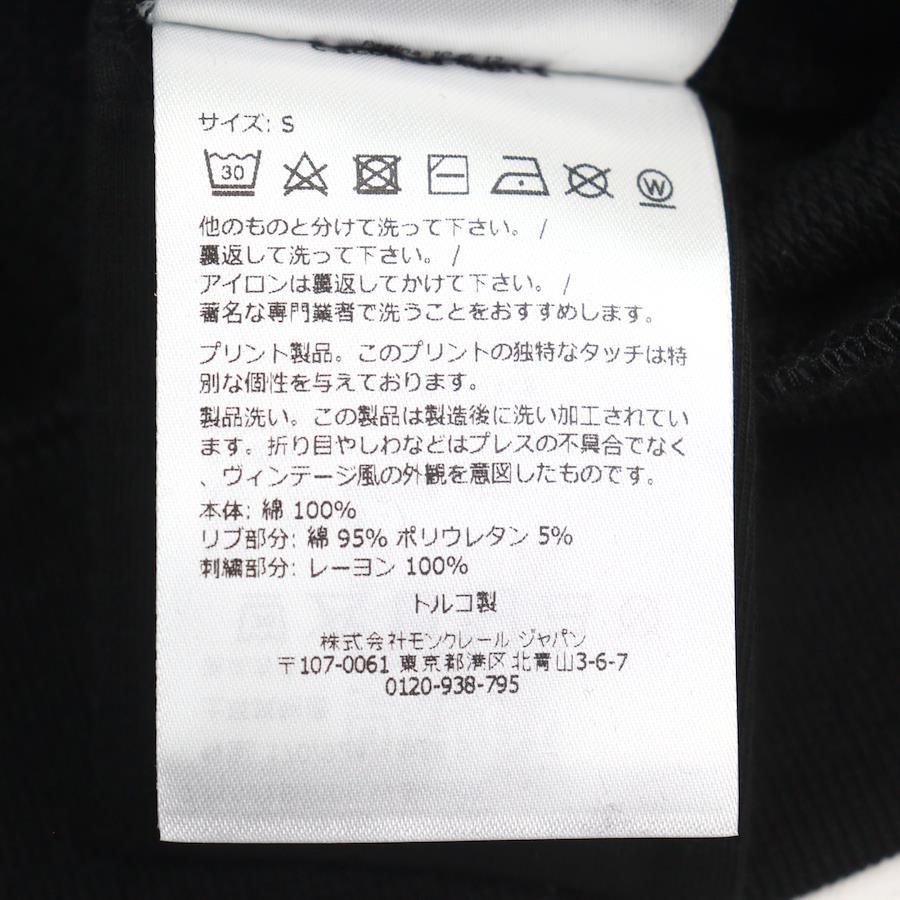 サイズ: S
30
W
他のものと分けて洗って下さい。 /
裏返して洗って下さい。 /
アイロンは裏返してかけて下さい。 /
著名な専門業者で洗うことをおすすめします。
プリント製品。このプリントの独特なタッチは特
別な個性を与えております。
製品洗い。この製品は製造後に洗い加工されてい
ます。折り目やしわなどはプレスの不具合でなく
、ヴィンテージ風の外観を意図したものです。
本体: 綿 100%
リブ部分: 綿 95% ポリウレタン 5%
刺繍部分: レーヨン 100%
トルコ製
株式会社モンクレール ジャパン
〒107-0061 東京都港区北青山3-6-7
0120-938-795